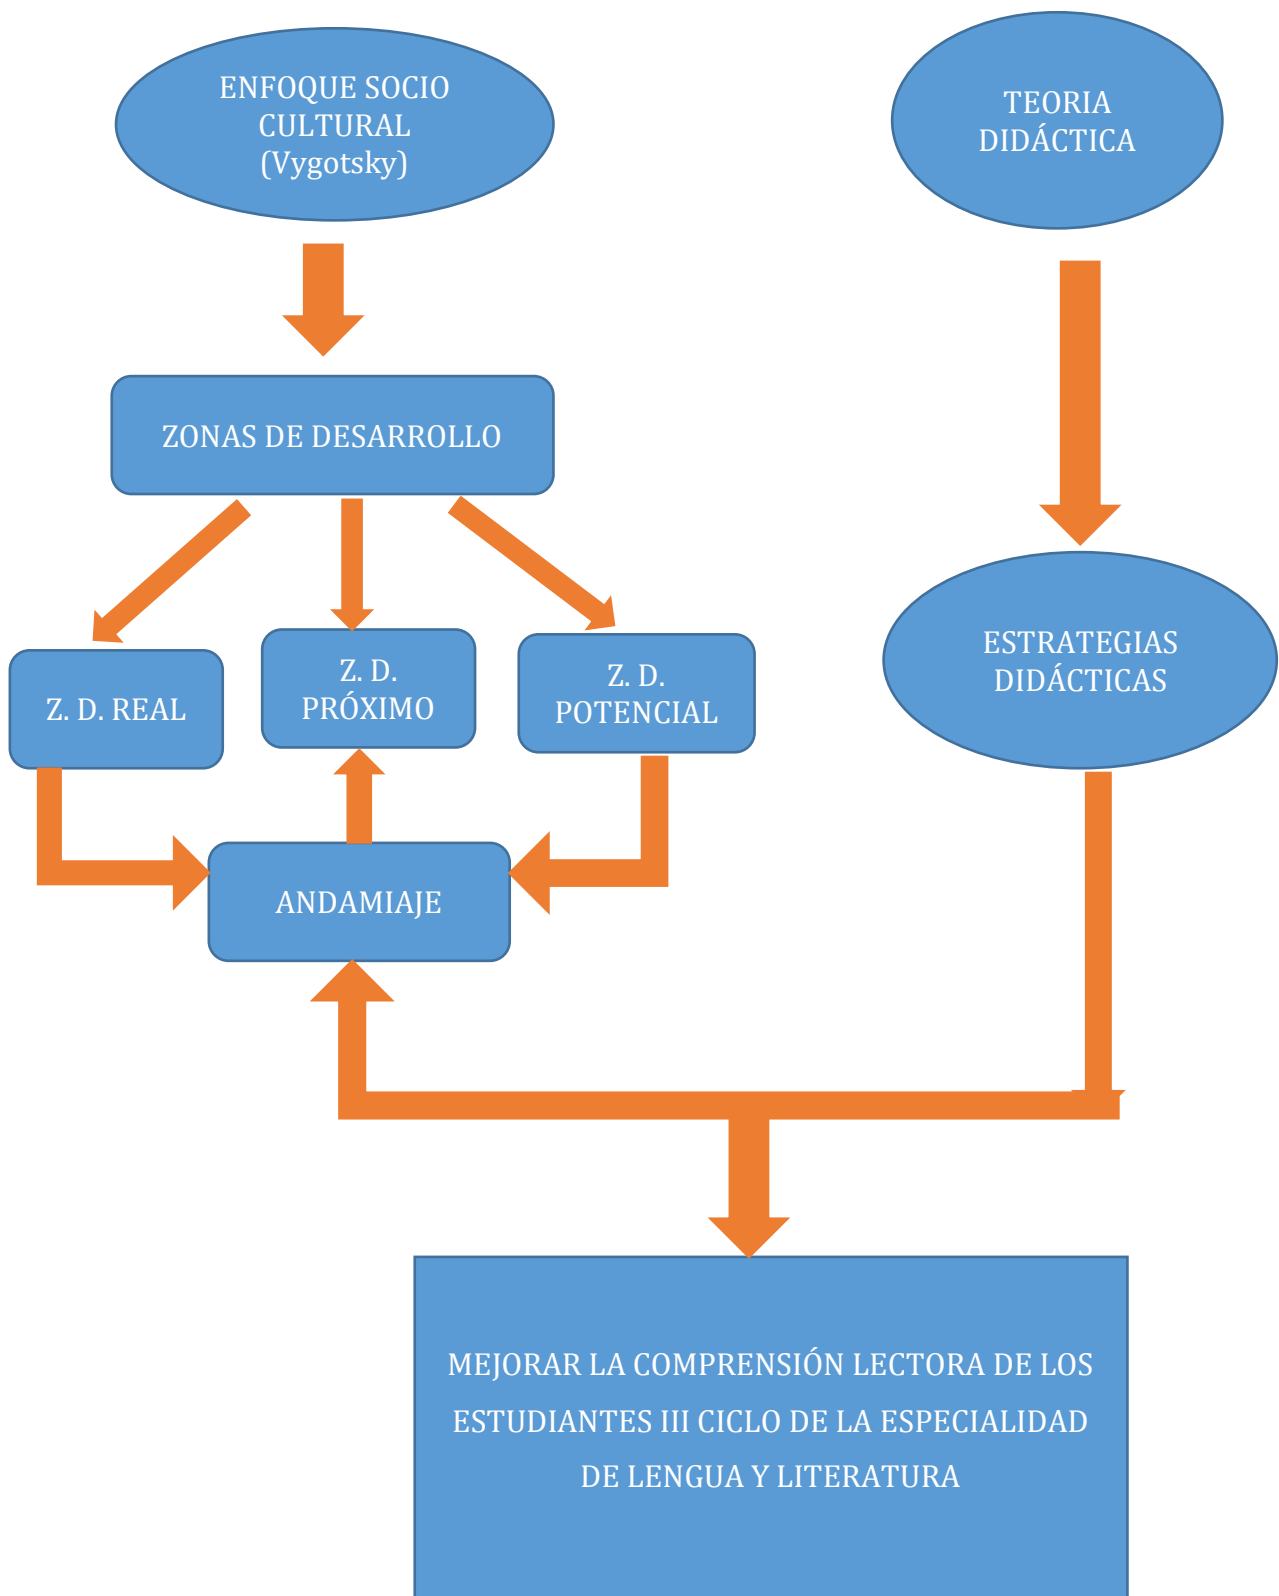 ENFOQUE SOCIO
CULTURAL
(Vygotsky)
TEORIA
DIDÁCTICA
ZONAS DE DESARROLLO
Z. D. REAL
Z. D.
PRÓXIMO
Z. D.
POTENCIAL
ESTRATEGIAS
DIDÁCTICAS
ANDAMIAJE
MEJORAR LA COMPRENSIÓN LECTORA DE LOS
ESTUDIANTES III CICLO DE LA ESPECIALIDAD
DE LENGUA Y LITERATURA